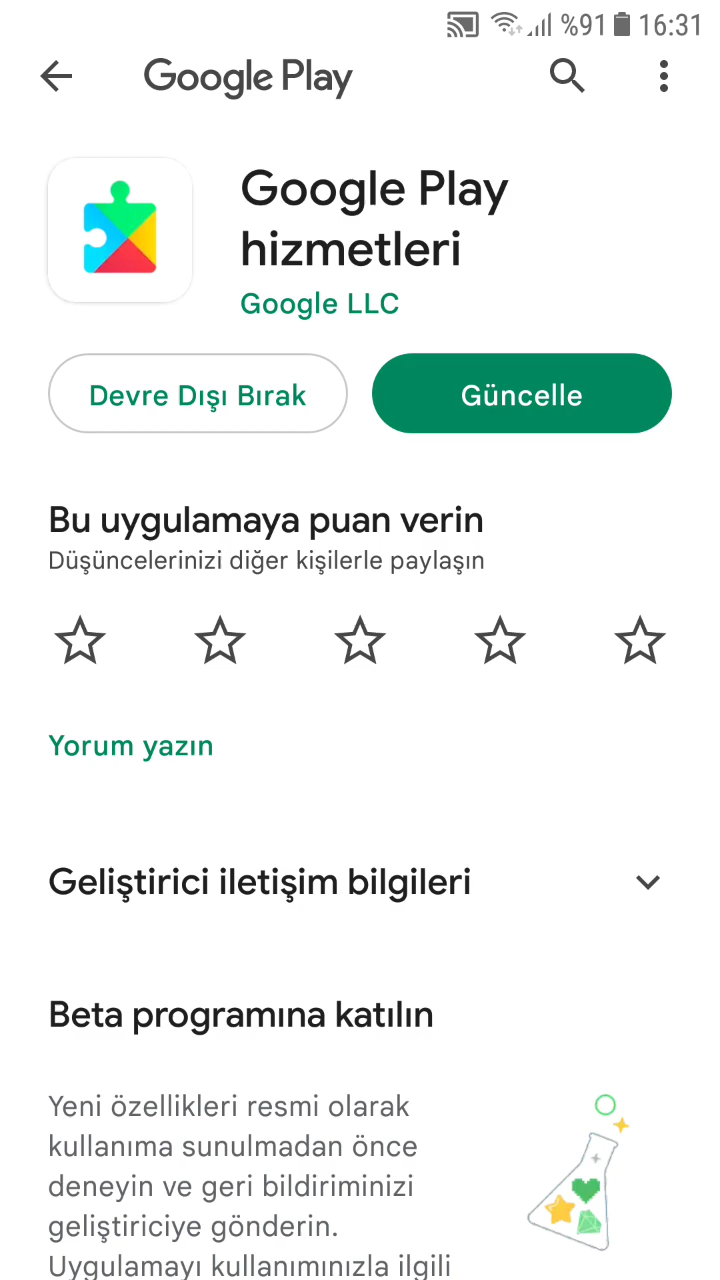 %91 16:31
Google Play
Google Play
hizmetleri
Google LLC
Devre Dışı Bırak
Güncelle
Bu uygulamaya puan verin
Düşüncelerinizi diğer kişilerle paylaşın
Yorum yazın
Geliştirici iletişim bilgileri
Beta programına katılın
Yeni özellikleri resmi olarak
kullanıma sunulmadan önce
deneyin ve geri bildiriminizi
geliştiriciye gönderin.
Uygulamayı kullanımınızla ilgili